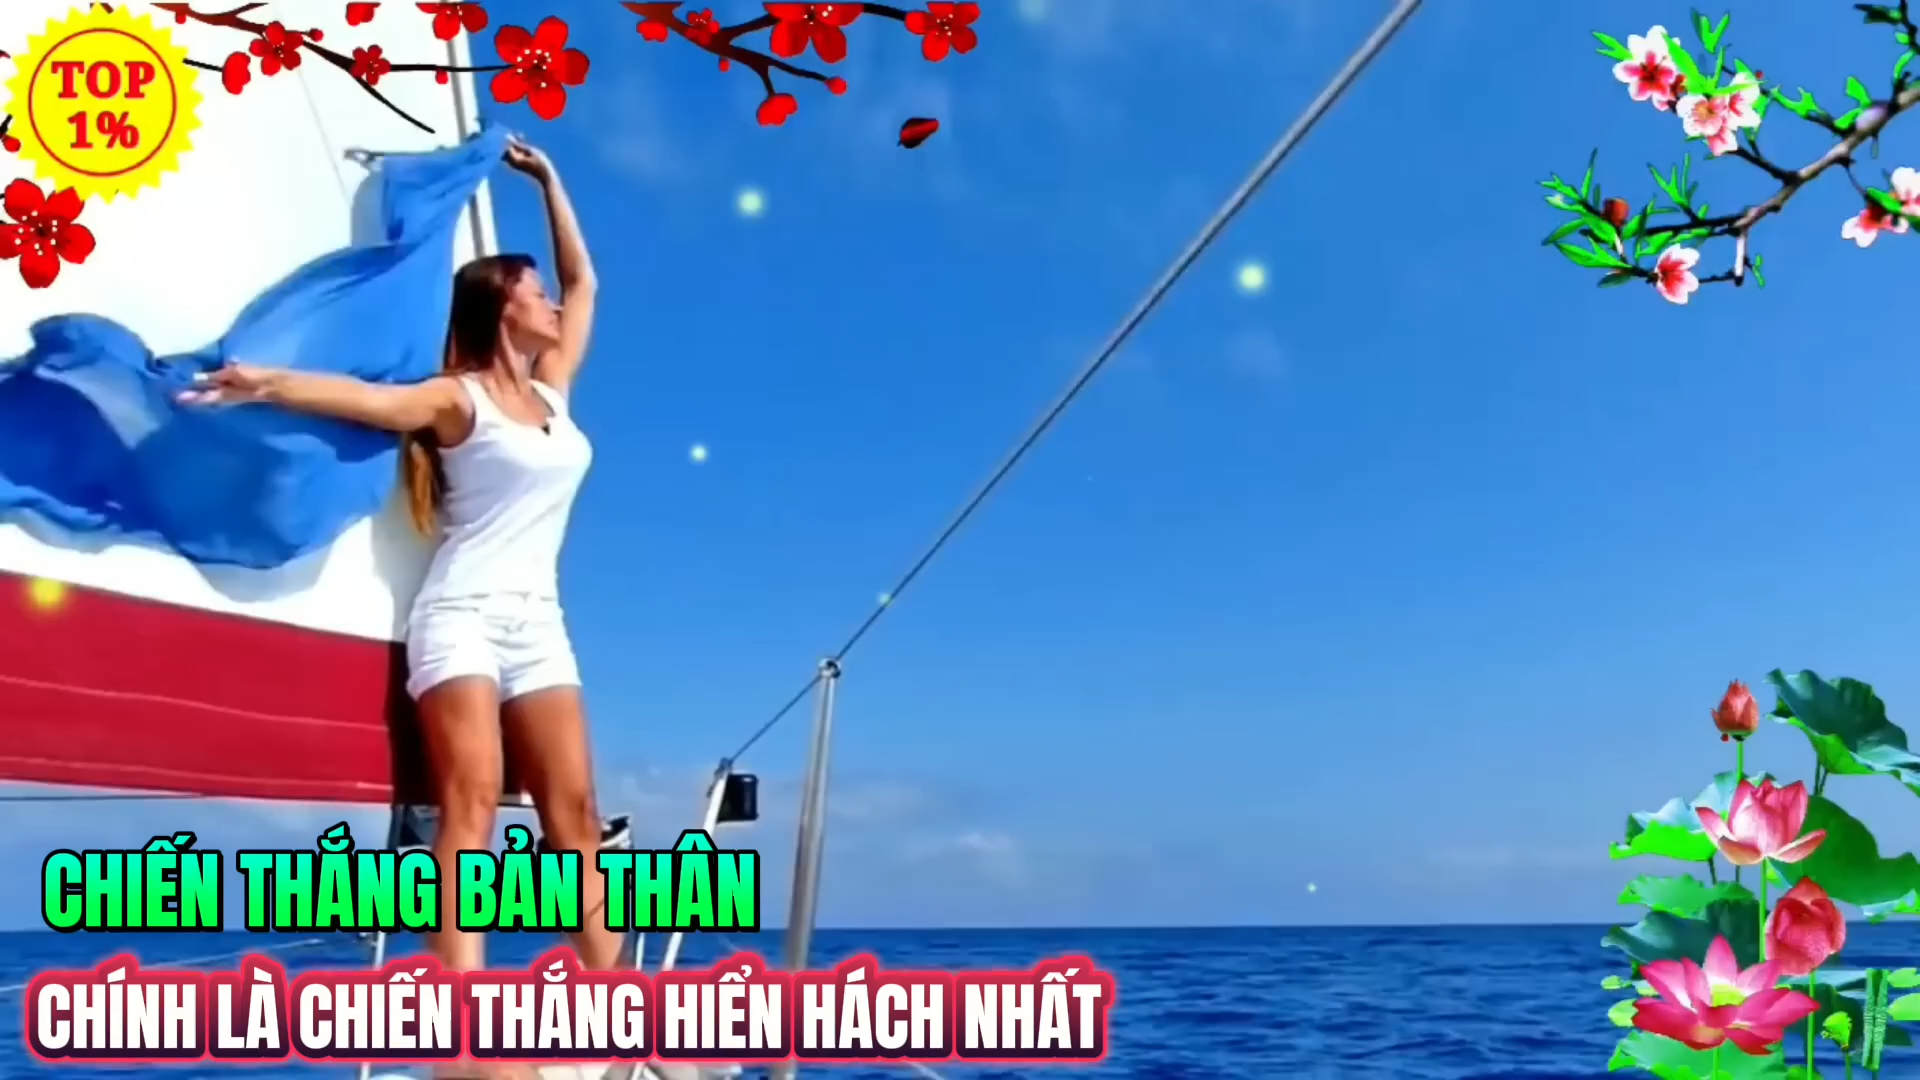 TOP
1%
CHIẾN THẮNG BẢN THÂN
CHÍNH LÀ CHIẾN THẮNG HIỂN HÁCH NHẤT